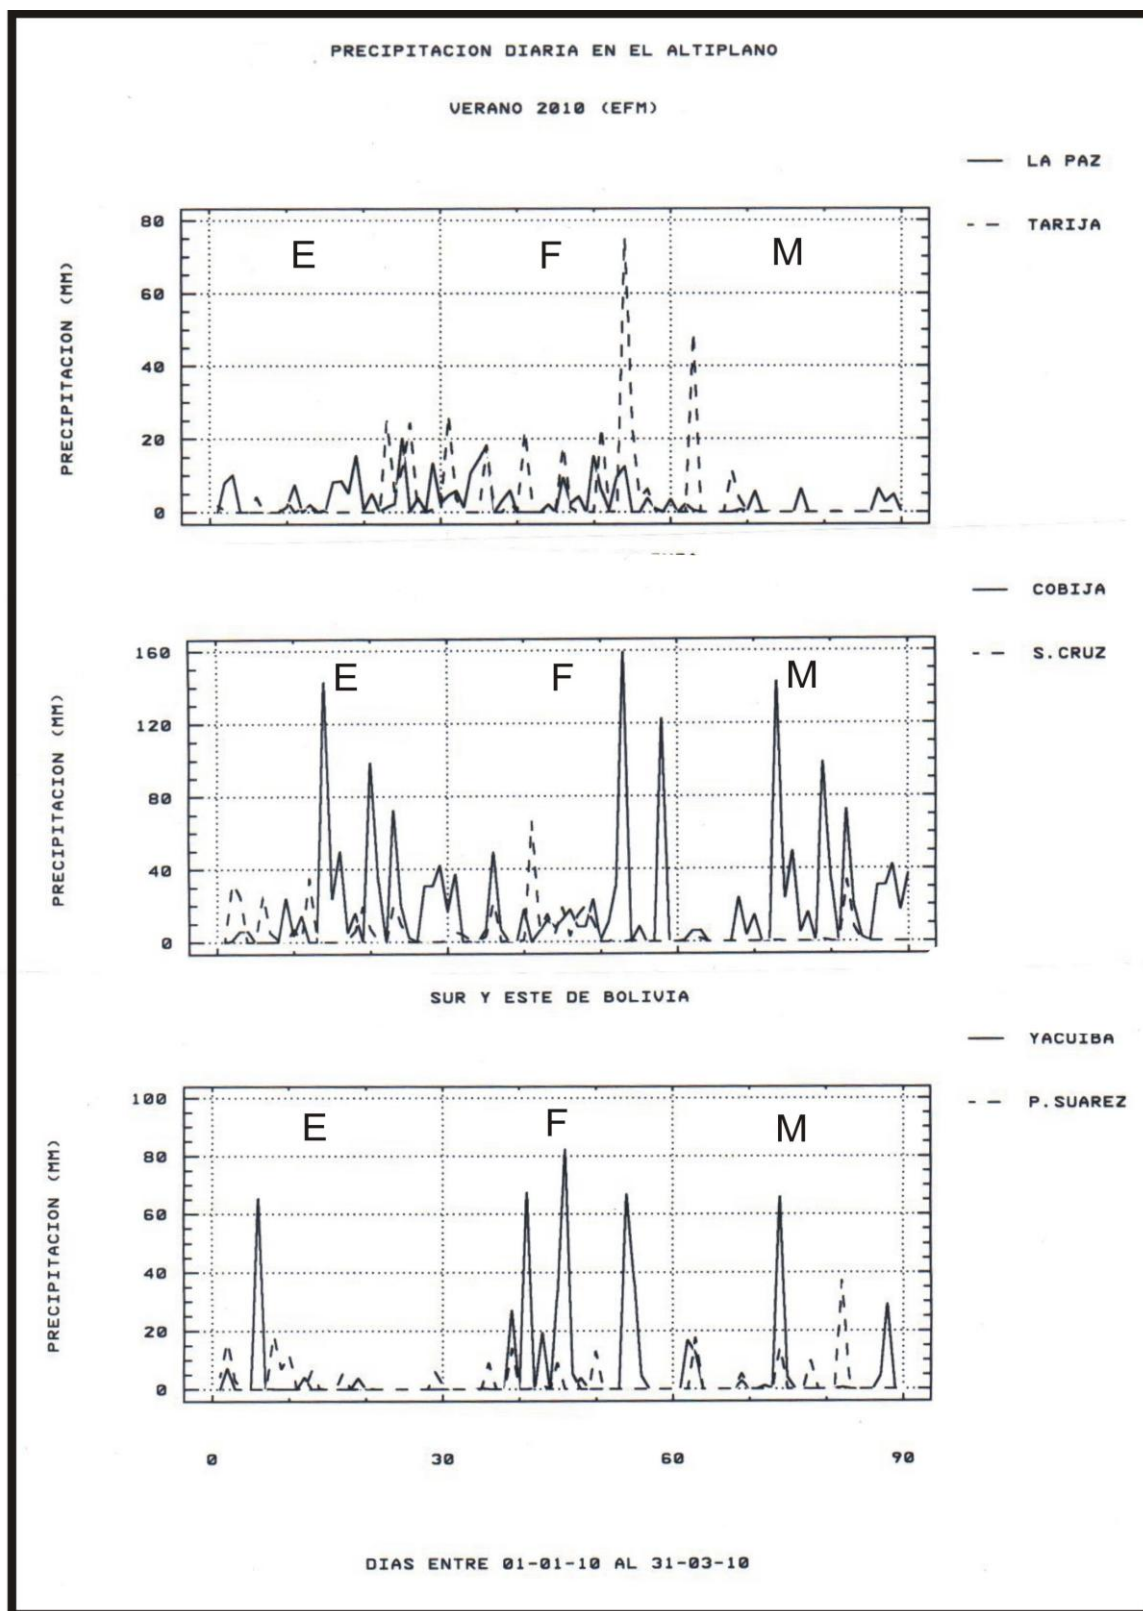 PRECIPITACION DIARIA EN EL ALTIPLANO
VERANO 2010 (EFM)
LA PAZ
TARIJA
PRECIPITACION (MM)
80
60
40
20
0
E F M
COBIJA
S.CRUZ
PRECIPITACION (MM)
160
120
80
40
0
E F M
SUR Y ESTE DE BOLIVIA
YACUIBA
P.SUAREZ
PRECIPITACION (MM)
100
80
60
40
20
0
E F M
0 30 60 90
DIAS ENTRE 01-01-10 AL 31-03-10